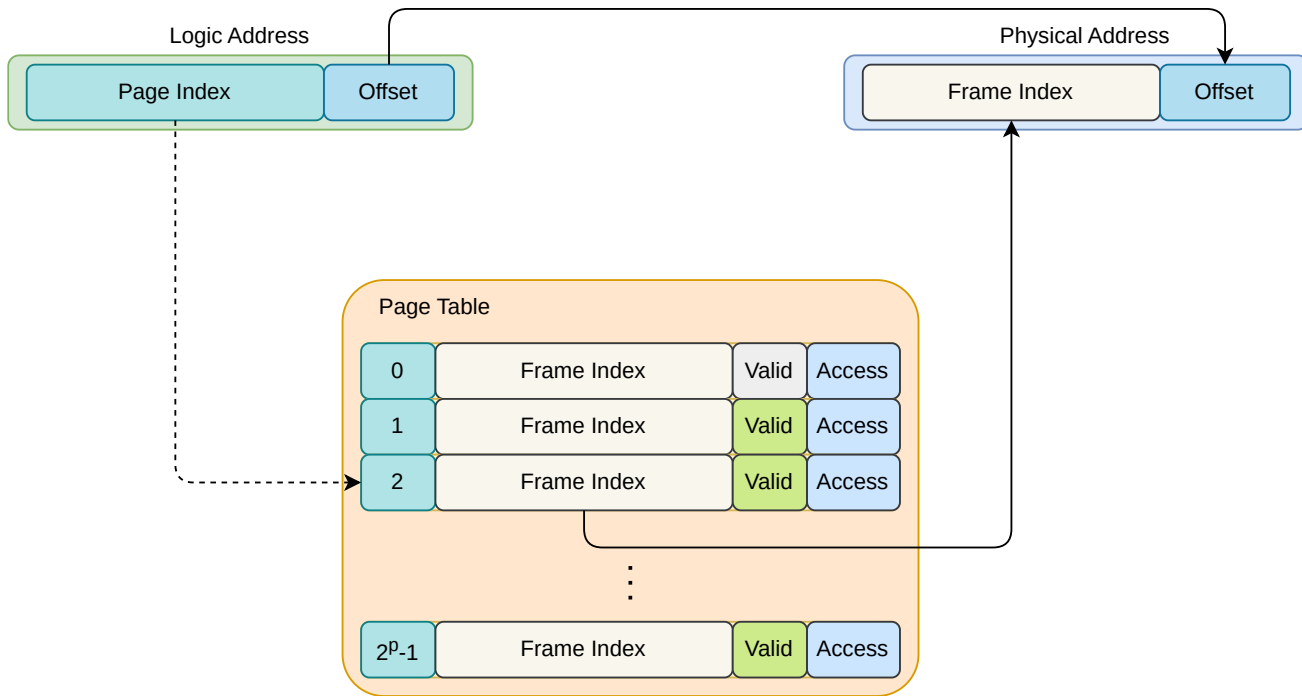 Logic Address
Physical Address
Page Index Offset
Frame Index Offset
Page Table
0 Frame Index Valid Access
1 Frame Index Valid Access
2 Frame Index Valid Access
⋮
2ᵖ-1 Frame Index Valid Access